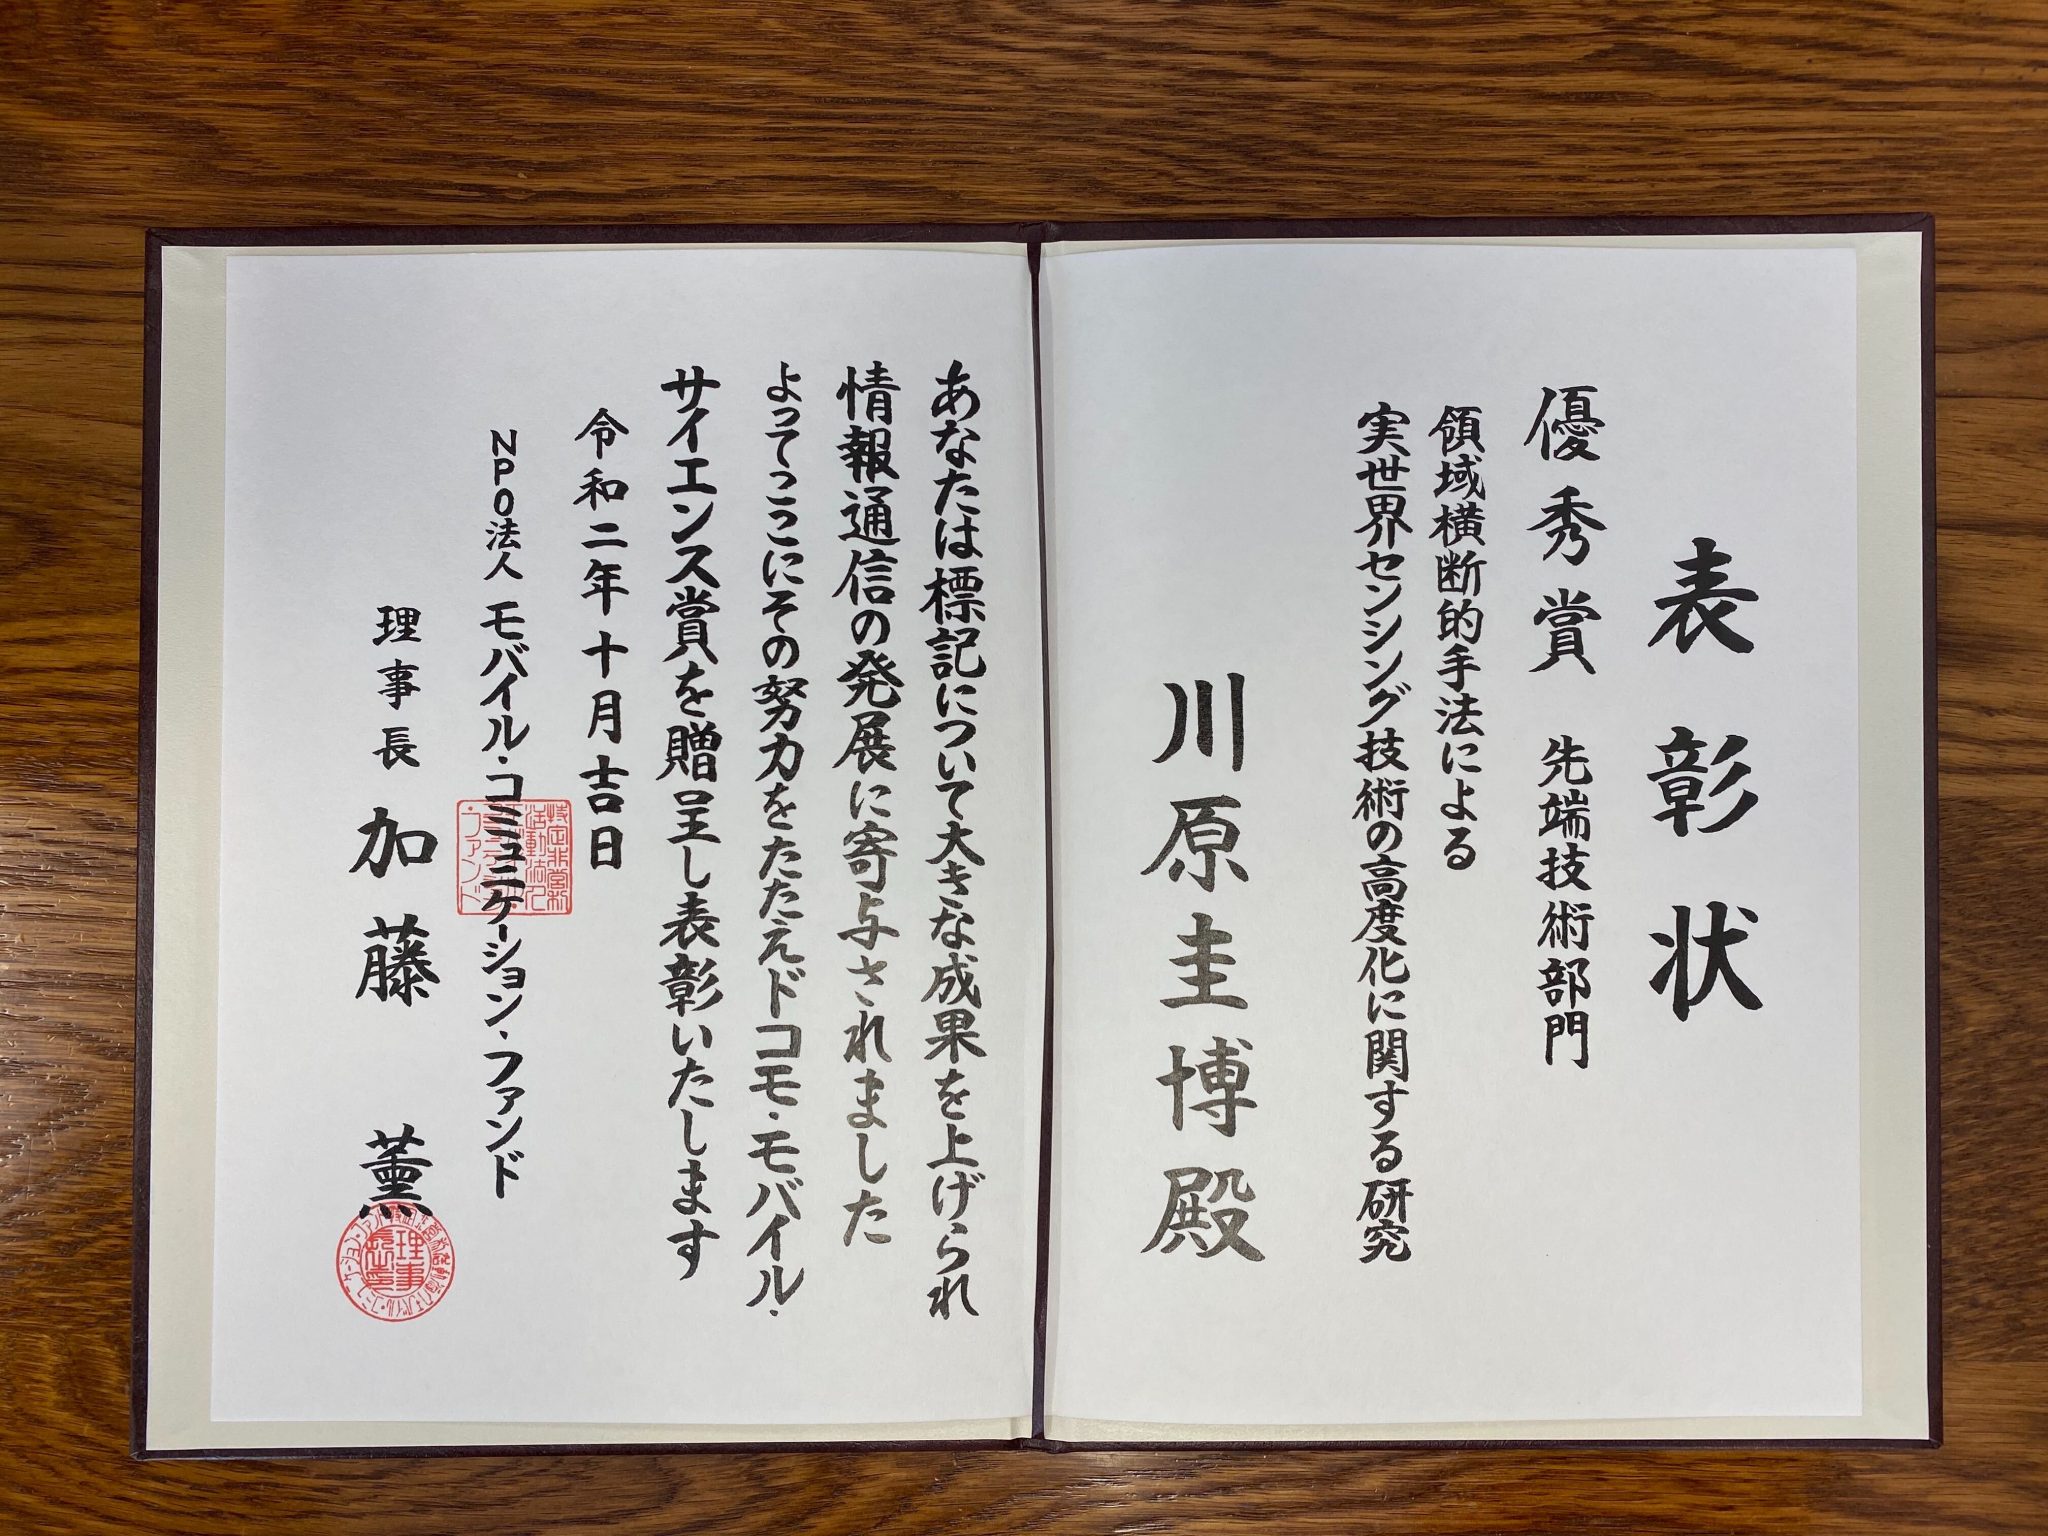 表彰状
優秀賞 先端技術部門
領域横断的手法による
実世界センシング技術の高度化に関する研究
川原圭博殿
あなたは標記について大きな成果を上げられ
情報通信の発展に寄与されました
よってここにその努力をたたえドコモ・モバイル・
サイエンス賞を贈呈し表彰いたします
令和二年十月吉日
NPO法人 モバイル・コミュニケーション・ファンド
理事長 加藤 薫